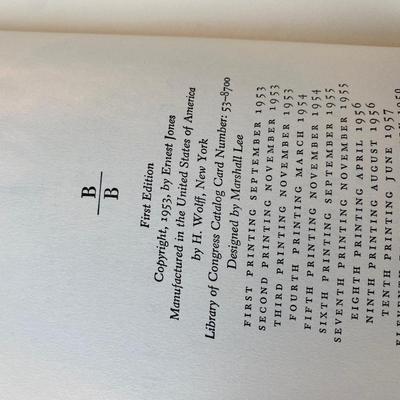 B
B
First Edition
Copyright, 1953, by Ernest Jones
Manufactured in the United States of America
by H. Wolff, New York
Library of Congress Catalog Card Number: 53-8700
Designed by Marshall Lee
FIRST PRINTING SEPTEMBER 1953
SECOND PRINTING NOVEMBER 1953
THIRD PRINTING NOVEMBER 1953
FOURTH PRINTING MARCH 1954
FIFTH PRINTING NOVEMBER 1954
SIXTH PRINTING SEPTEMBER 1955
SEVENTH PRINTING NOVEMBER 1955
EIGHTH PRINTING APRIL 1956
NINTH PRINTING AUGUST 1956
TENTH PRINTING JUNE 1957
ELEVENTH